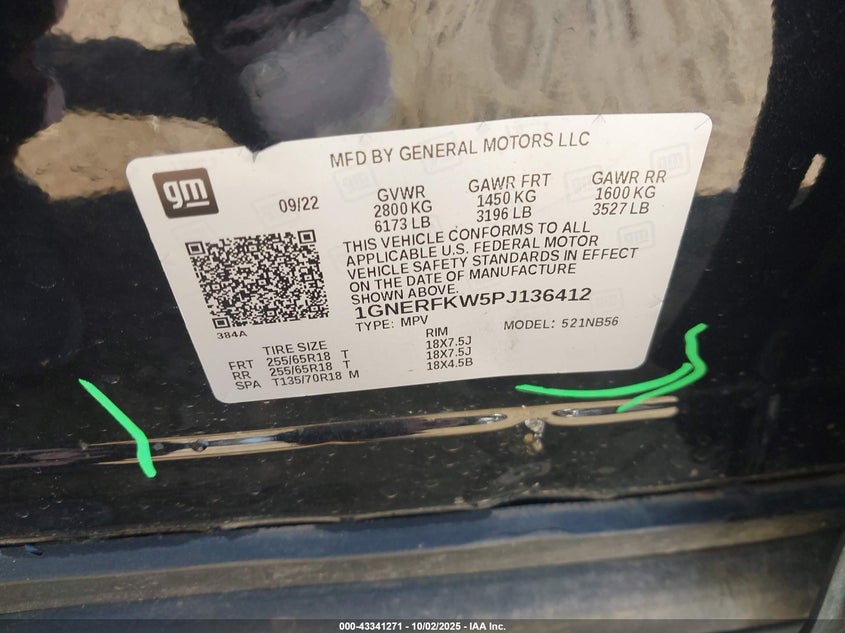 MFD BY GENERAL MOTORS LLC
gm
09/22
GVWR
2800 KG
6173 LB
GAWR FRT
1450 KG
3196 LB
GAWR RR
1600 KG
3527 LB
THIS VEHICLE CONFORMS TO ALL
APPLICABLE U.S. FEDERAL MOTOR
VEHICLE SAFETY STANDARDS IN EFFECT
ON THE DATE OF MANUFACTURE
SHOWN ABOVE.
1GNERFKW5PJ136412
384A
TYPE: MPV
MODEL: 521NB56
TIRE SIZE
RIM
FRT 255/65R18 T 18X7.5J
RR 255/65R18 T 18X7.5J
SPA T135/70R18 M 18X4.5B
000-43341271 - 10/02/2025 - IAA Inc.